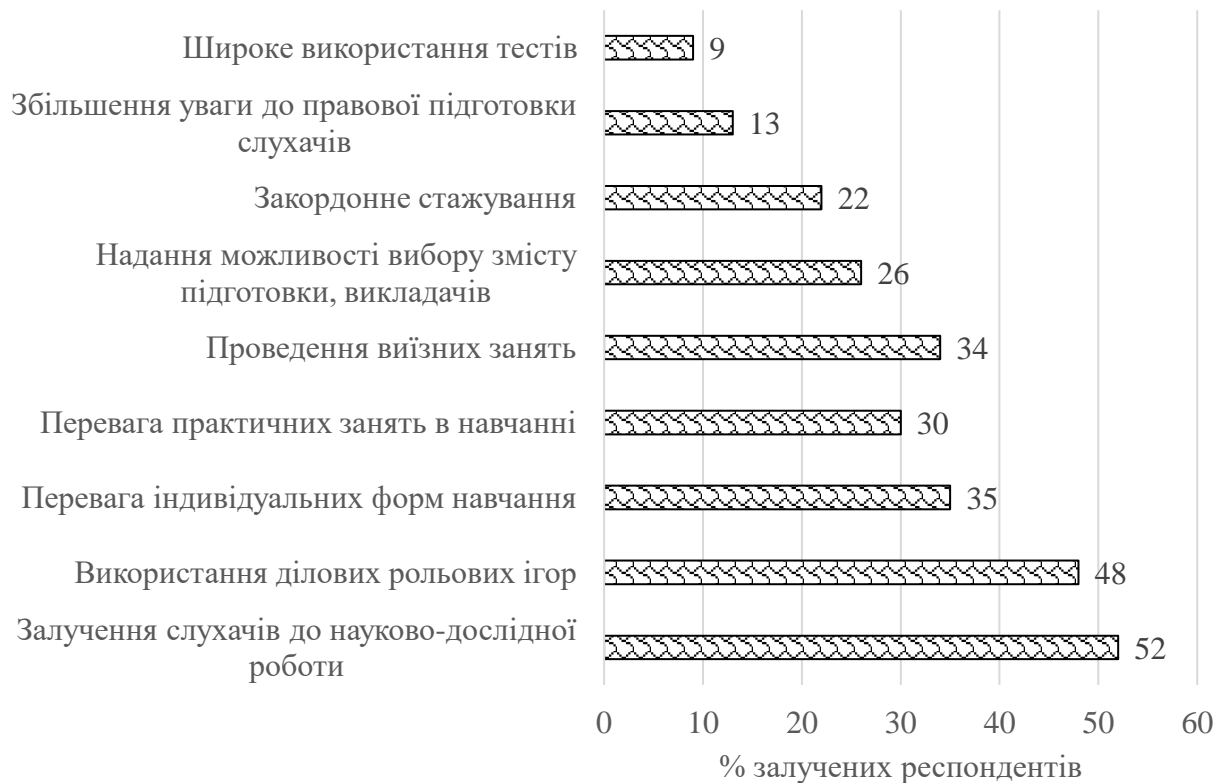 Широке використання тестів
9
Збільшення уваги до правової підготовки
слухачів
13
Закордонне стажування
22
Надання можливості вибору змісту
підготовки, викладачів
26
Проведення виїзних занять
34
Перевага практичних занять в навчанні
30
Перевага індивідуальних форм навчання
35
Використання ділових рольових ігор
48
Залучення слухачів до науково-дослідної
роботи
52
0 10 20 30 40 50 60
% залучених респондентів